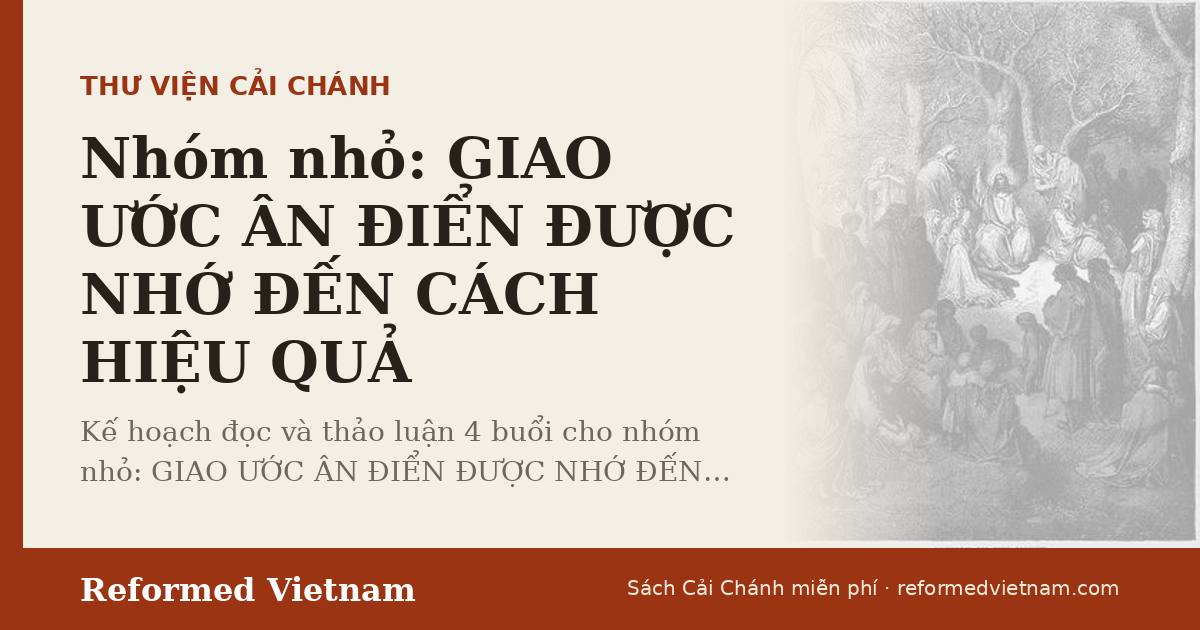 THƯ VIỆN CẢI CHÁNH
Nhóm nhỏ: GIAO
ƯỚC ÂN ĐIỂN ĐƯỢC
NHỚ ĐẾN CÁCH
HIỆU QUẢ
Kế hoạch đọc và thảo luận 4 buổi cho nhóm
nhỏ: GIAO ƯỚC ÂN ĐIỂN ĐƯỢC NHỚ ĐẾN…
Reformed Vietnam
Sách Cải Chánh miễn phí · reformedvietnam.com